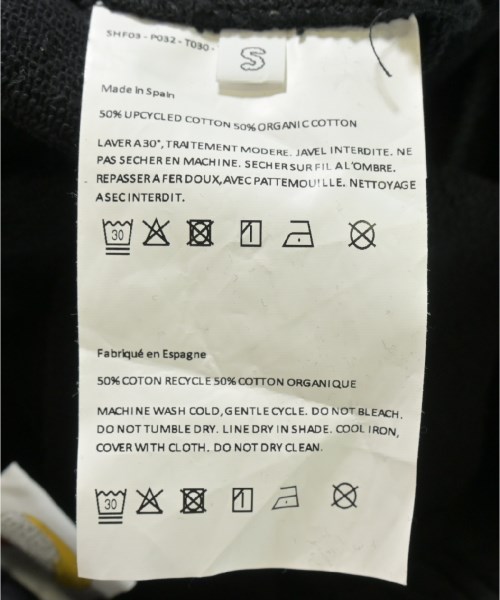 SHF03 - P032 - T030 -
S
Made in Spain
50% UPCYCLED COTTON 50% ORGANIC COTTON
LAVER A 30°, TRAITEMENT MODERE. JAVEL INTERDITE. NE
PAS SECHER EN MACHINE. SECHER SUR FIL A L'OMBRE.
REPASSER A FER DOUX, AVEC PATTEMOUILLE. NETTOYAGE
A SEC INTERDIT.
30
Fabriqué en Espagne
50% COTON RECYCLE 50% COTTON ORGANIQUE
MACHINE WASH COLD, GENTLE CYCLE. DO NOT BLEACH.
DO NOT TUMBLE DRY. LINE DRY IN SHADE. COOL IRON,
COVER WITH CLOTH. DO NOT DRY CLEAN.
30